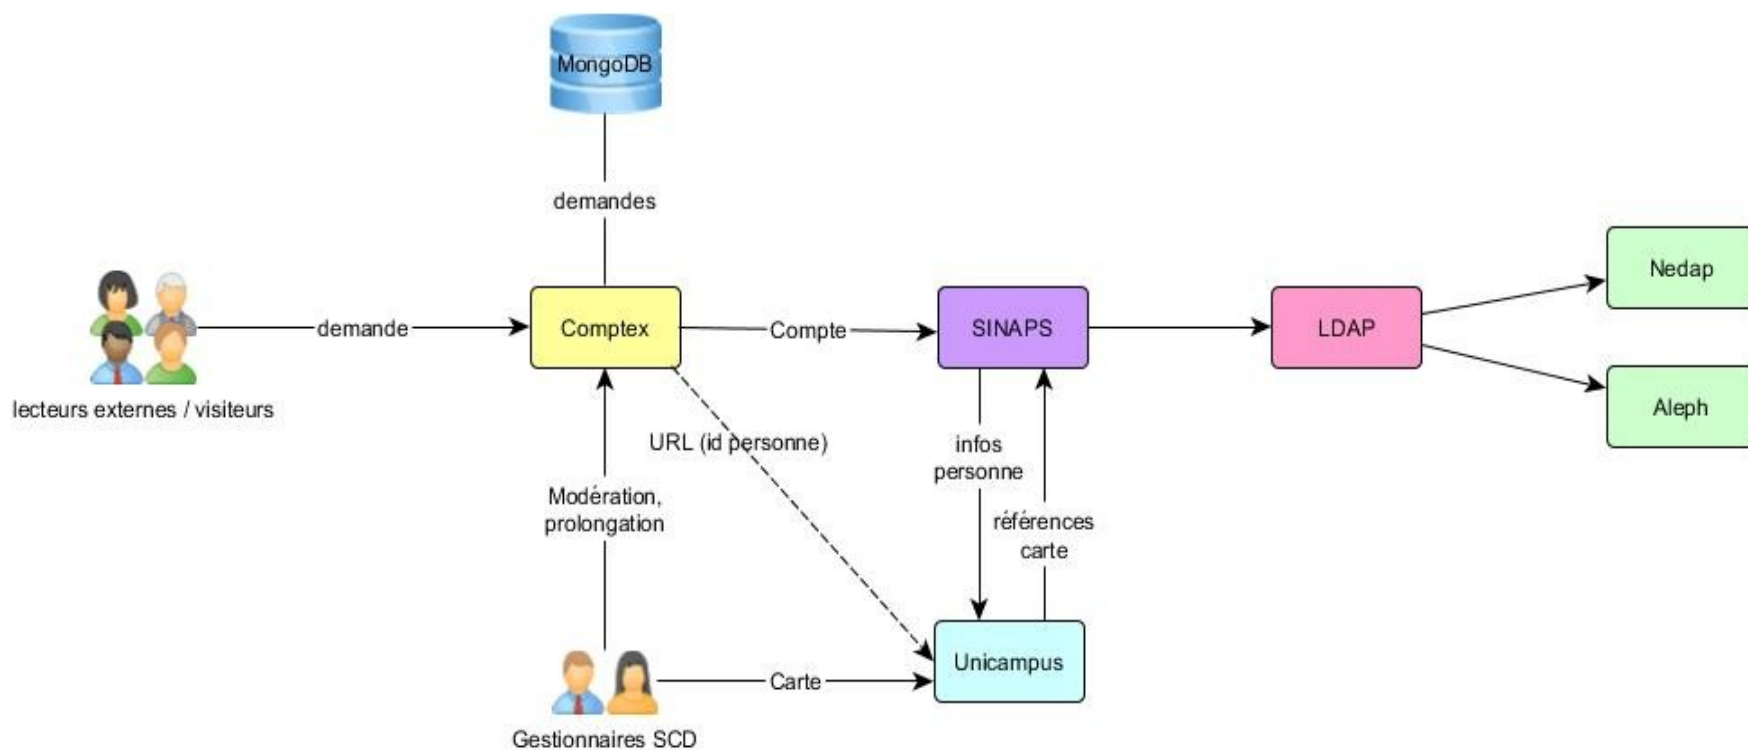 MongoDB
demandes
Nedap
demande
Comptex
Compte
SINAPS
LDAP
lecteurs externes / visiteurs
Aleph
URL (id personne)
infos
personne
Modération,
prolongation
références
carte
Unicampus
Carte
Gestionnaires SCD